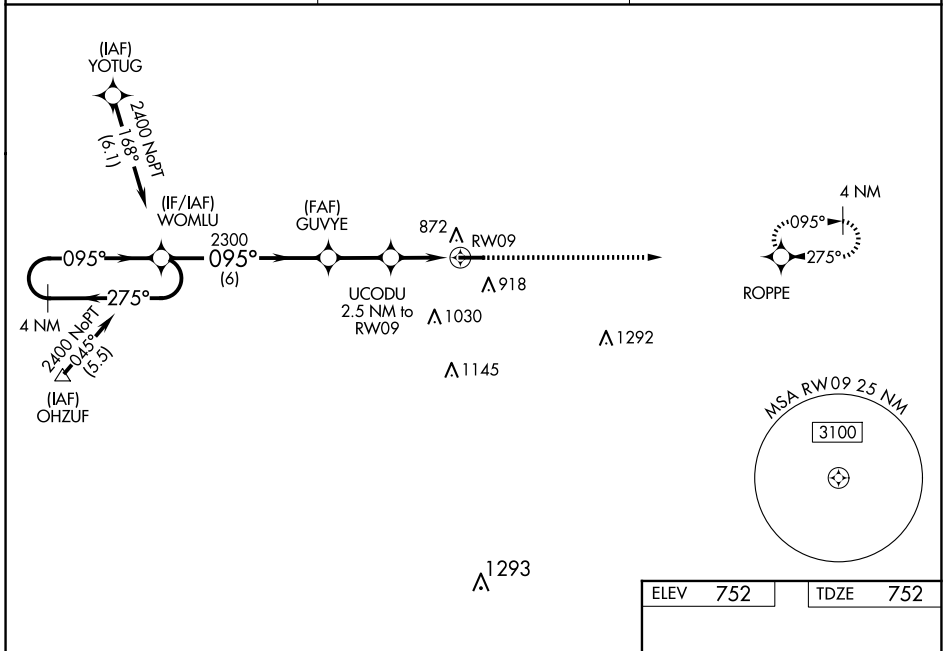 (IAF)
YOTUG
2400 NoPT
168°
(6.1)
(IF/IAF)
WOMLU
(FAF)
GUVYE
872
RW09
4 NM
095°
2300
095°
(6)
095°
275°
275°
ROPPE
UCODU
2.5 NM to
RW09
918
1030
4 NM
2400 NoPT
045°
(5.5)
(IAF)
OHZUF
1292
1145
MSA RW09 25 NM
3100
1293
ELEV 752
TDZE 752